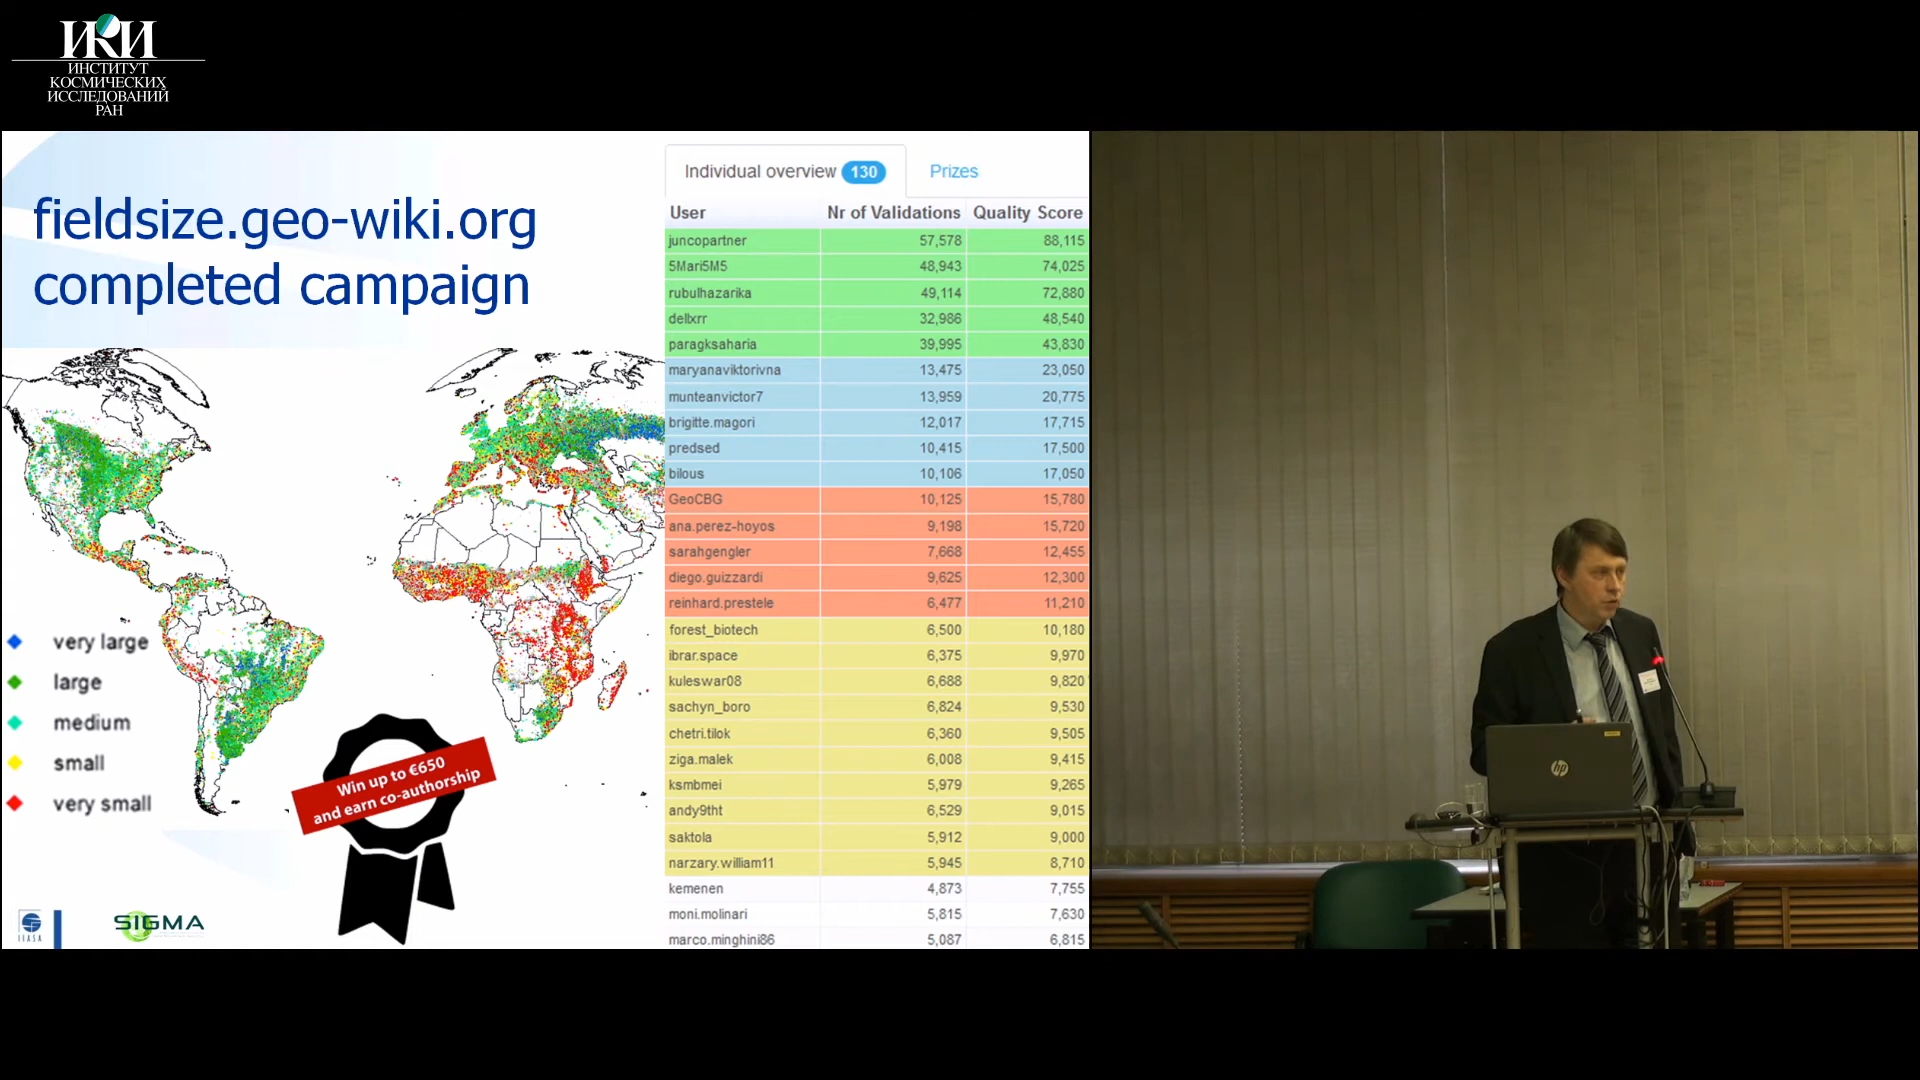 ИКИ
ИНСТИТУТ
КОСМИЧЕСКИХ
ИССЛЕДОВАНИЙ
РАН
fieldsize.geo-wiki.org
completed campaign
very large
large
medium
small
very small
Win up to €650
and earn co-authorship
IIASA
SIGMA
Individual overview 130 Prizes
User Nr of Validations Quality Score
juncopartner 57,578 88,115
5Mari5M5 48,943 74,025
rubulhazarika 49,114 72,880
dellxrr 32,986 48,540
paragksaharia 39,995 43,830
maryanaviktorivna 13,475 23,050
munteanvictor7 13,959 20,775
brigitte.magori 12,017 17,715
predsed 10,415 17,500
bilous 10,106 17,050
GeoCBG 10,125 15,780
ana.perez-hoyos 9,198 15,720
sarahgengler 7,668 12,455
diego.guizzardi 9,625 12,300
reinhard.prestele 6,477 11,210
forest_biotech 6,500 10,180
ibrar.space 6,375 9,970
kuleswar08 6,688 9,820
sachyn_boro 6,824 9,530
chetri.tilok 6,360 9,505
ziga.malek 6,008 9,415
ksmbmei 5,979 9,265
andy9tht 6,529 9,015
saktola 5,912 9,000
narzary.william11 5,945 8,710
kemenen 4,873 7,755
moni.molinari 5,815 7,630
marco.minghini86 5,087 6,815
hp